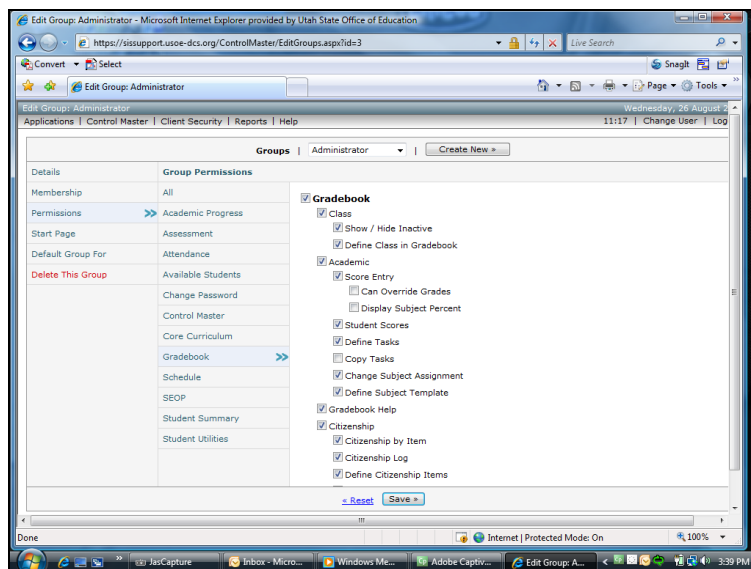 Edit Group: Administrator - Microsoft Internet Explorer provided by Utah State Office of Education
https://sissupport.usoe-dcs.org/ControlMaster/EditGroups.aspx?id=3
Live Search
Convert Select
SnagIt
Edit Group: Administrator
Page Tools
Edit Group: Administrator Wednesday, 26 August 2
Applications | Control Master | Client Security | Reports | Help 11:17 | Change User | Log
Groups | Administrator | Create New »
Details
Membership
Permissions
Start Page
Default Group For
Delete This Group
Group Permissions
All
Academic Progress
Assessment
Attendance
Available Students
Change Password
Control Master
Core Curriculum
Gradebook
Schedule
SEOP
Student Summary
Student Utilities
Gradebook
Class
Show / Hide Inactive
Define Class in Gradebook
Academic
Score Entry
Can Override Grades
Display Subject Percent
Student Scores
Define Tasks
Copy Tasks
Change Subject Assignment
Define Subject Template
Gradebook Help
Citizenship
Citizenship by Item
Citizenship Log
Define Citizenship Items
« Reset Save »
Done Internet | Protected Mode: On 100%
JasCapture Inbox - Micro... Windows Me... Adobe Captiv... Edit Group: A... 3:39 PM